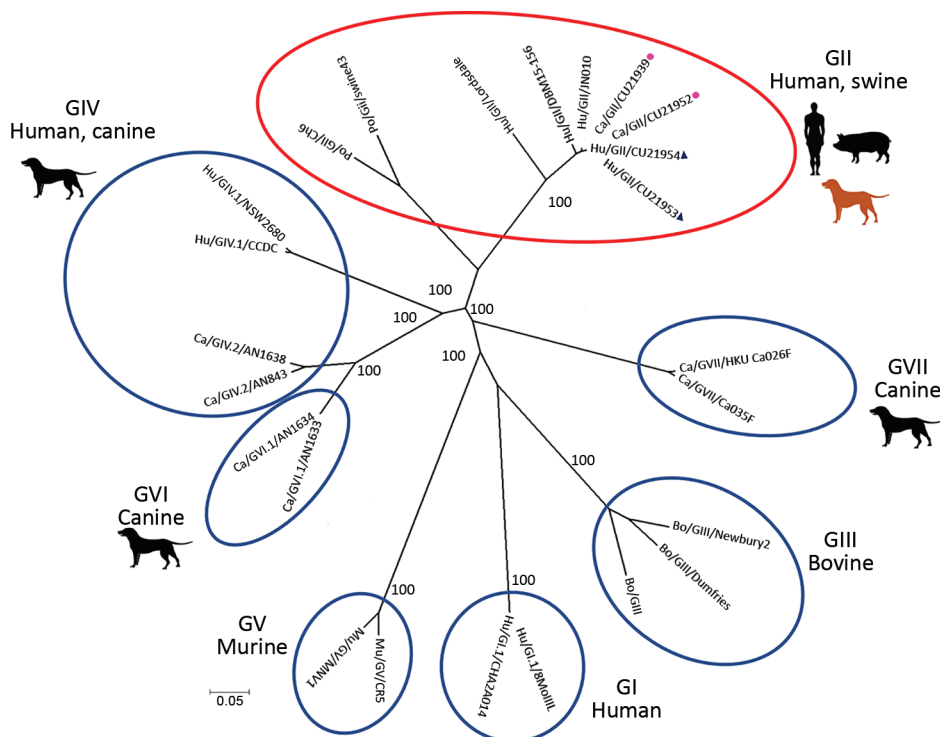 GIV
Human, canine
GII
Human, swine
Po/GII/Ch6
Po/GII/swine43
Hu/GII/Lordsdale
Hu/GII/DBM15-156
Hu/GII/IN010
Ca/GII/CU21939
Ca/GII/CU21952
Hu/GII/CU21954
Hu/GII/CU21953
100
Hu/GIV.1/NSW2680
Hu/GIV.1/CCDC
100
100
100
100
100
Ca/GIV.2/AN1638
Ca/GIV.2/AN843
Ca/GVI.1/AN1634
Ca/GVI.1/AN1633
GVI
Canine
Ca/GVII/HKU Ca026F
Ca/GVII/Ca035F
GVII
Canine
100
Bo/GIII/Newbury2
Bo/GIII/Dumfries
Bo/GIII
GIII
Bovine
100
Mu/GV/MNV1
Mu/GV/CR5
GV
Murine
100
Hu/GI.1/CHA2A014
Hu/GI.1/8MoIIIL
GI
Human
0.05